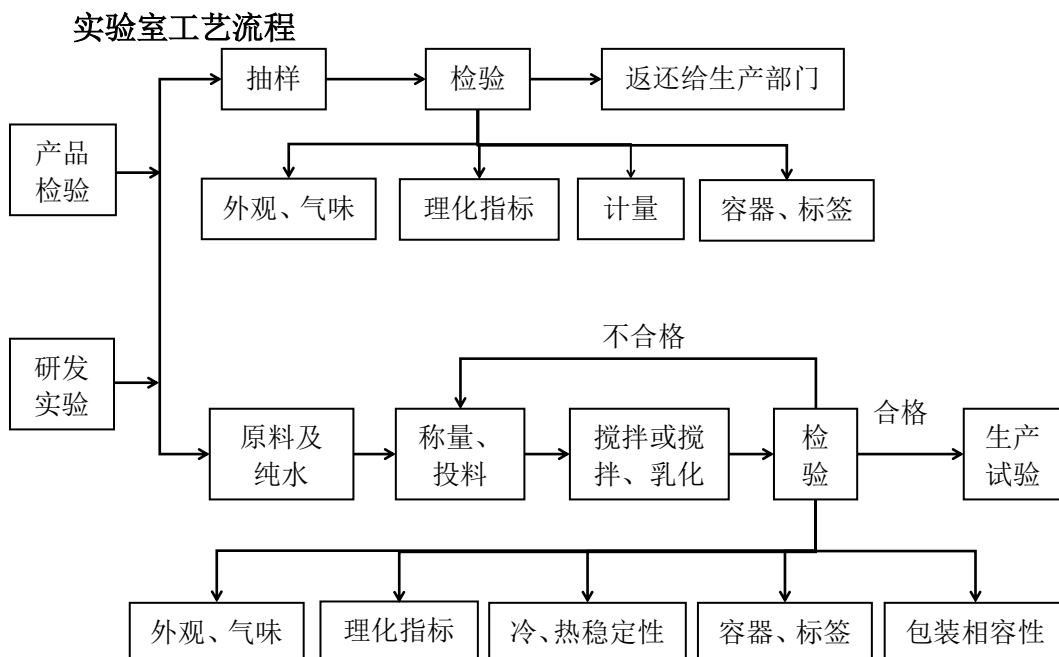 实验室工艺流程
抽样
检验
返还给生产部门
产品
检验
外观、气味
理化指标
计量
容器、标签
不合格
研发
实验
合格
原料及
纯水
称量、
投料
搅拌或搅
拌、乳化
检
验
生产
试验
外观、气味
理化指标
冷、热稳定性
容器、标签
包装相容性